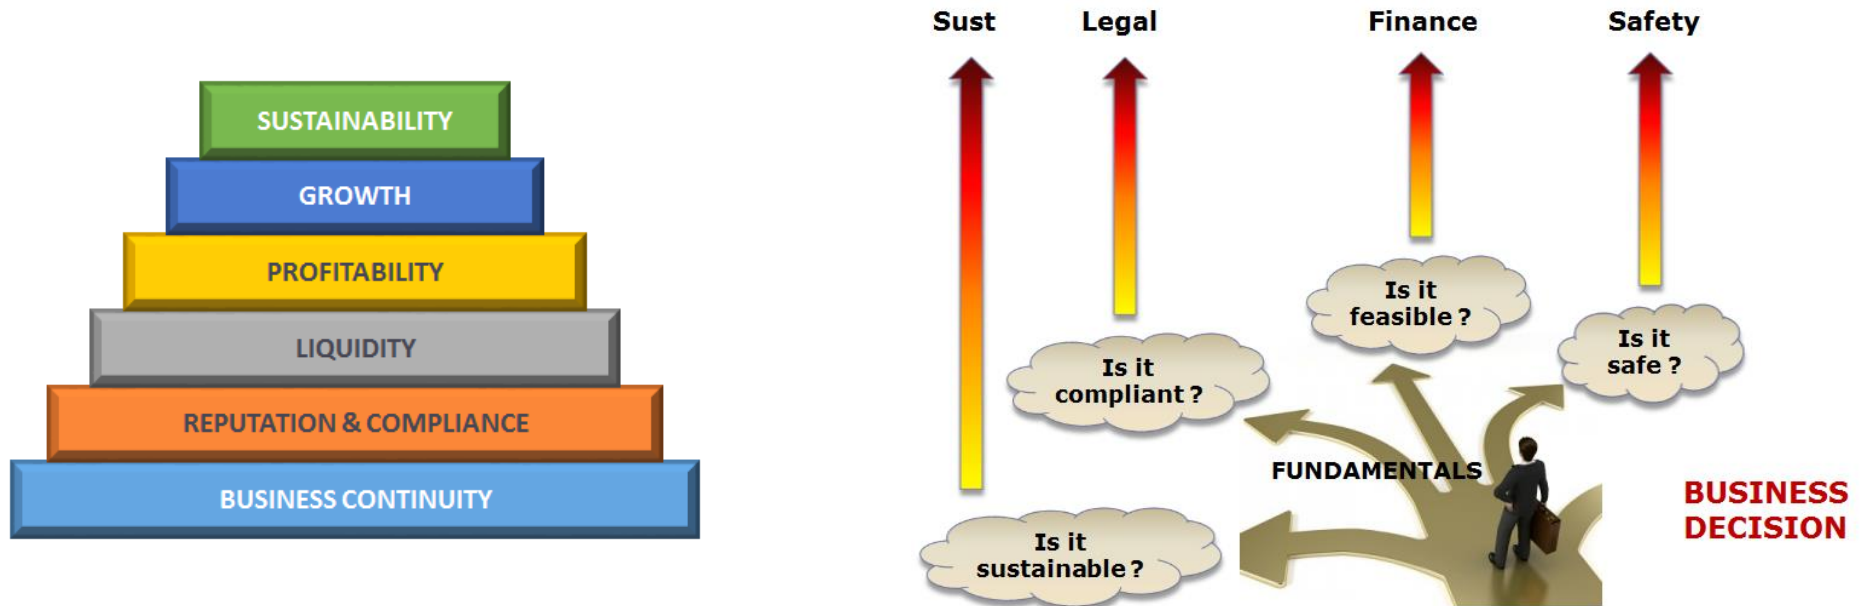 SUSTAINABILITY
GROWTH
PROFITABILITY
LIQUIDITY
REPUTATION & COMPLIANCE
BUSINESS CONTINUITY
Sust
Legal
Finance
Safety
Is it
feasible ?
Is it
safe ?
Is it
compliant ?
FUNDAMENTALS
BUSINESS
DECISION
Is it
sustainable ?